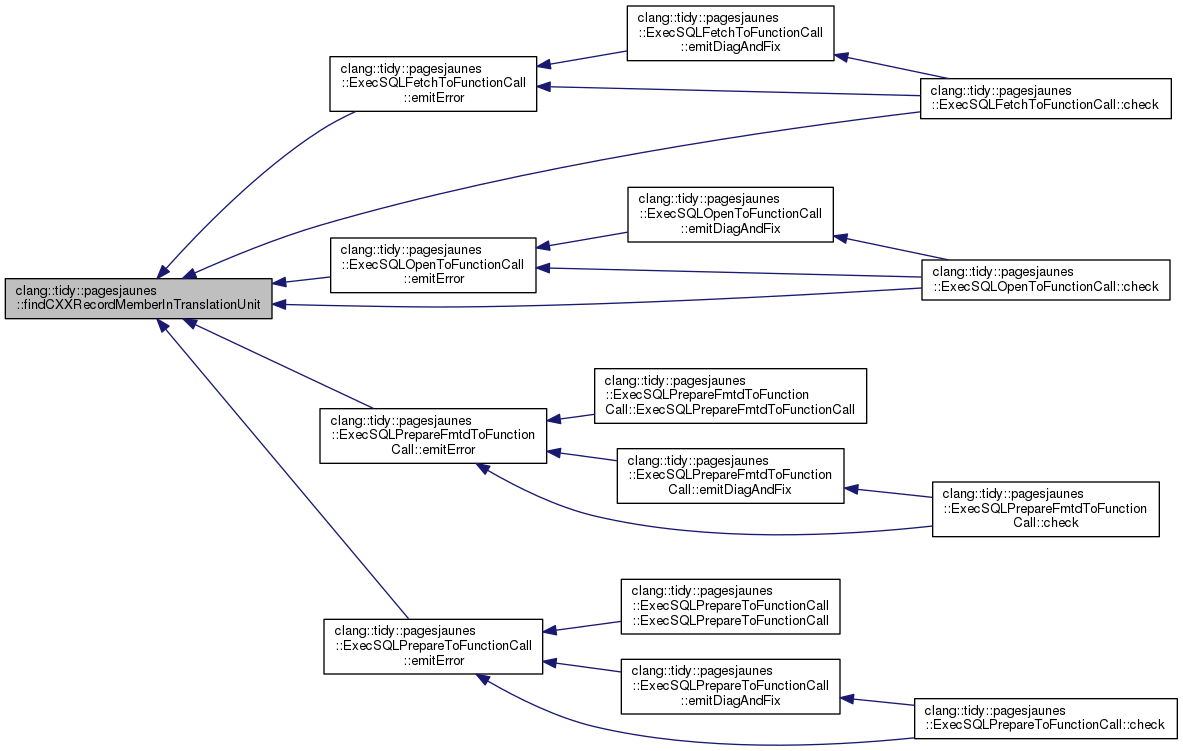 clang::tidy::pagesjaunes
::ExecSQLFetchToFunctionCall
::emitDiagAndFix
clang::tidy::pagesjaunes
::ExecSQLFetchToFunctionCall
::emitError
clang::tidy::pagesjaunes
::ExecSQLFetchToFunctionCall::check
clang::tidy::pagesjaunes
::ExecSQLOpenToFunctionCall
::emitDiagAndFix
clang::tidy::pagesjaunes
::ExecSQLOpenToFunctionCall
::emitError
clang::tidy::pagesjaunes
::ExecSQLOpenToFunctionCall::check
clang::tidy::pagesjaunes
::findCXXRecordMemberInTranslationUnit
clang::tidy::pagesjaunes
::ExecSQLPrepareFmtdToFunction
Call::ExecSQLPrepareFmtdToFunctionCall
clang::tidy::pagesjaunes
::ExecSQLPrepareFmtdToFunction
Call::emitError
clang::tidy::pagesjaunes
::ExecSQLPrepareFmtdToFunction
Call::emitDiagAndFix
clang::tidy::pagesjaunes
::ExecSQLPrepareFmtdToFunction
Call::check
clang::tidy::pagesjaunes
::ExecSQLPrepareToFunctionCall
::ExecSQLPrepareToFunctionCall
clang::tidy::pagesjaunes
::ExecSQLPrepareToFunctionCall
::emitError
clang::tidy::pagesjaunes
::ExecSQLPrepareToFunctionCall
::emitDiagAndFix
clang::tidy::pagesjaunes
::ExecSQLPrepareToFunctionCall::check